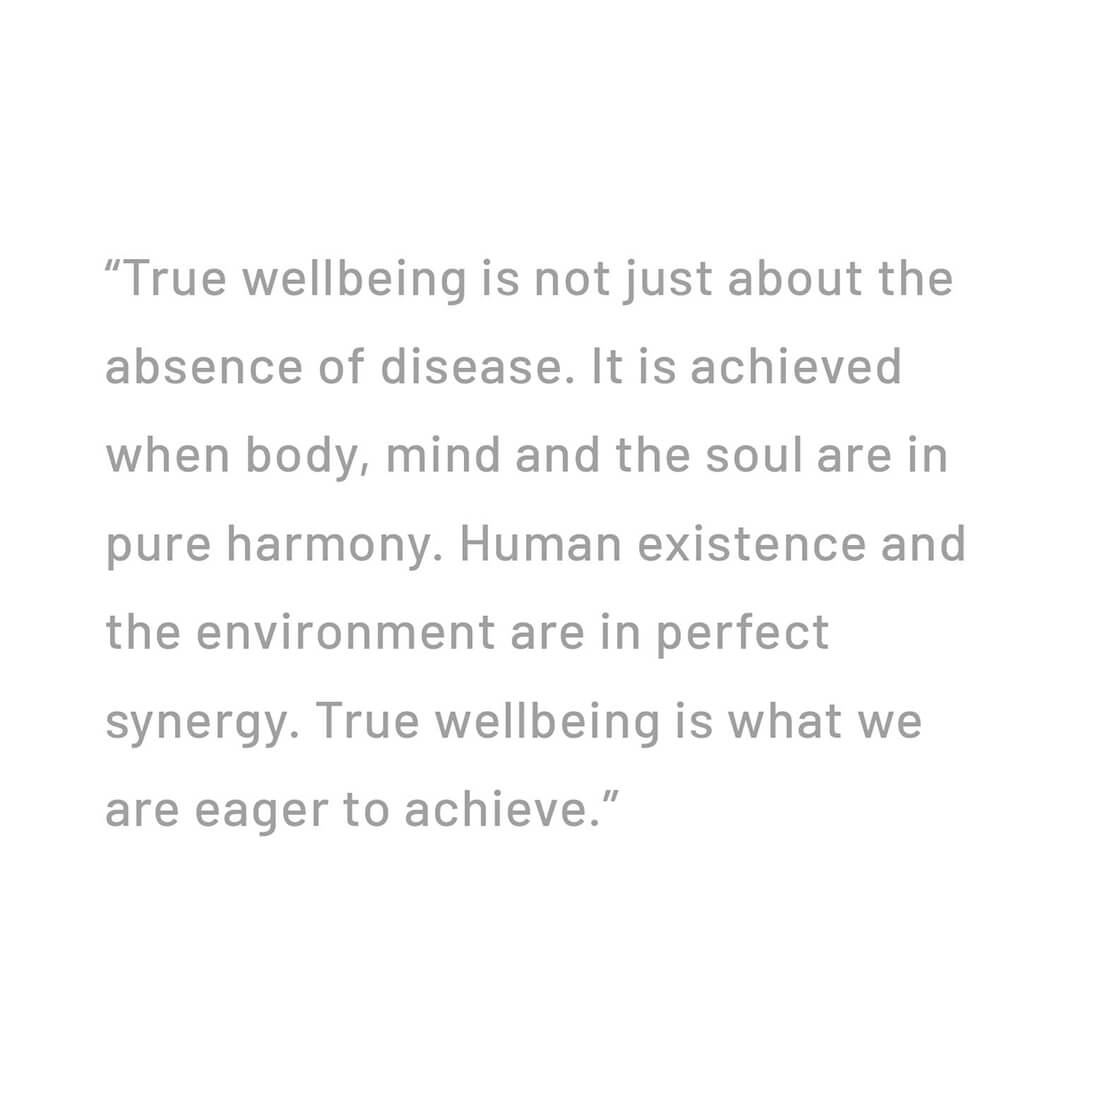 “True wellbeing is not just about the
absence of disease. It is achieved
when body, mind and the soul are in
pure harmony. Human existence and
the environment are in perfect
synergy. True wellbeing is what we
are eager to achieve.”